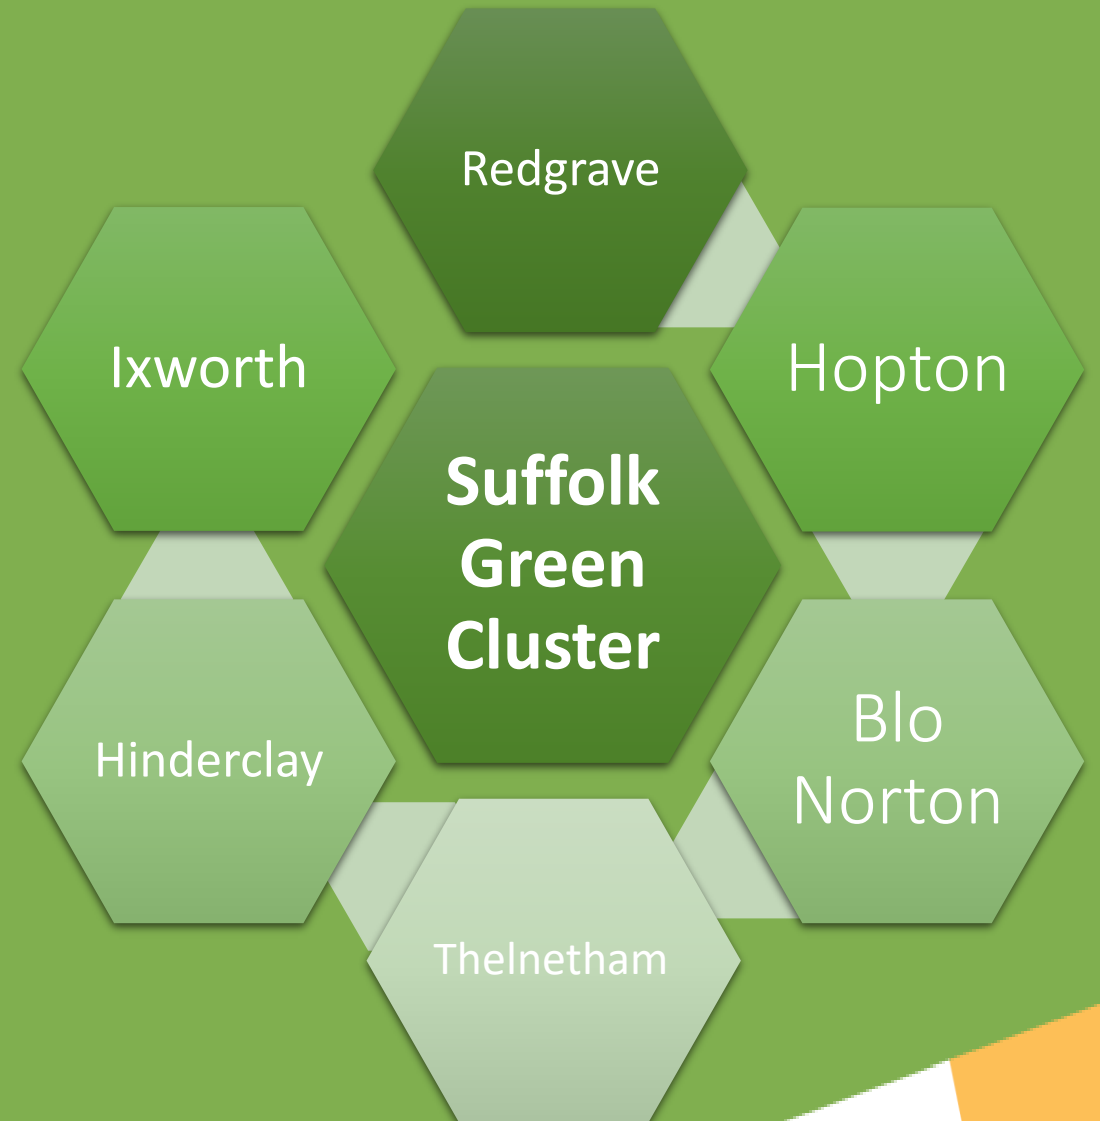 Redgrave
Ixworth
Hopton
Suffolk
Green
Cluster
Hinderclay
Blo
Norton
Thelnetham